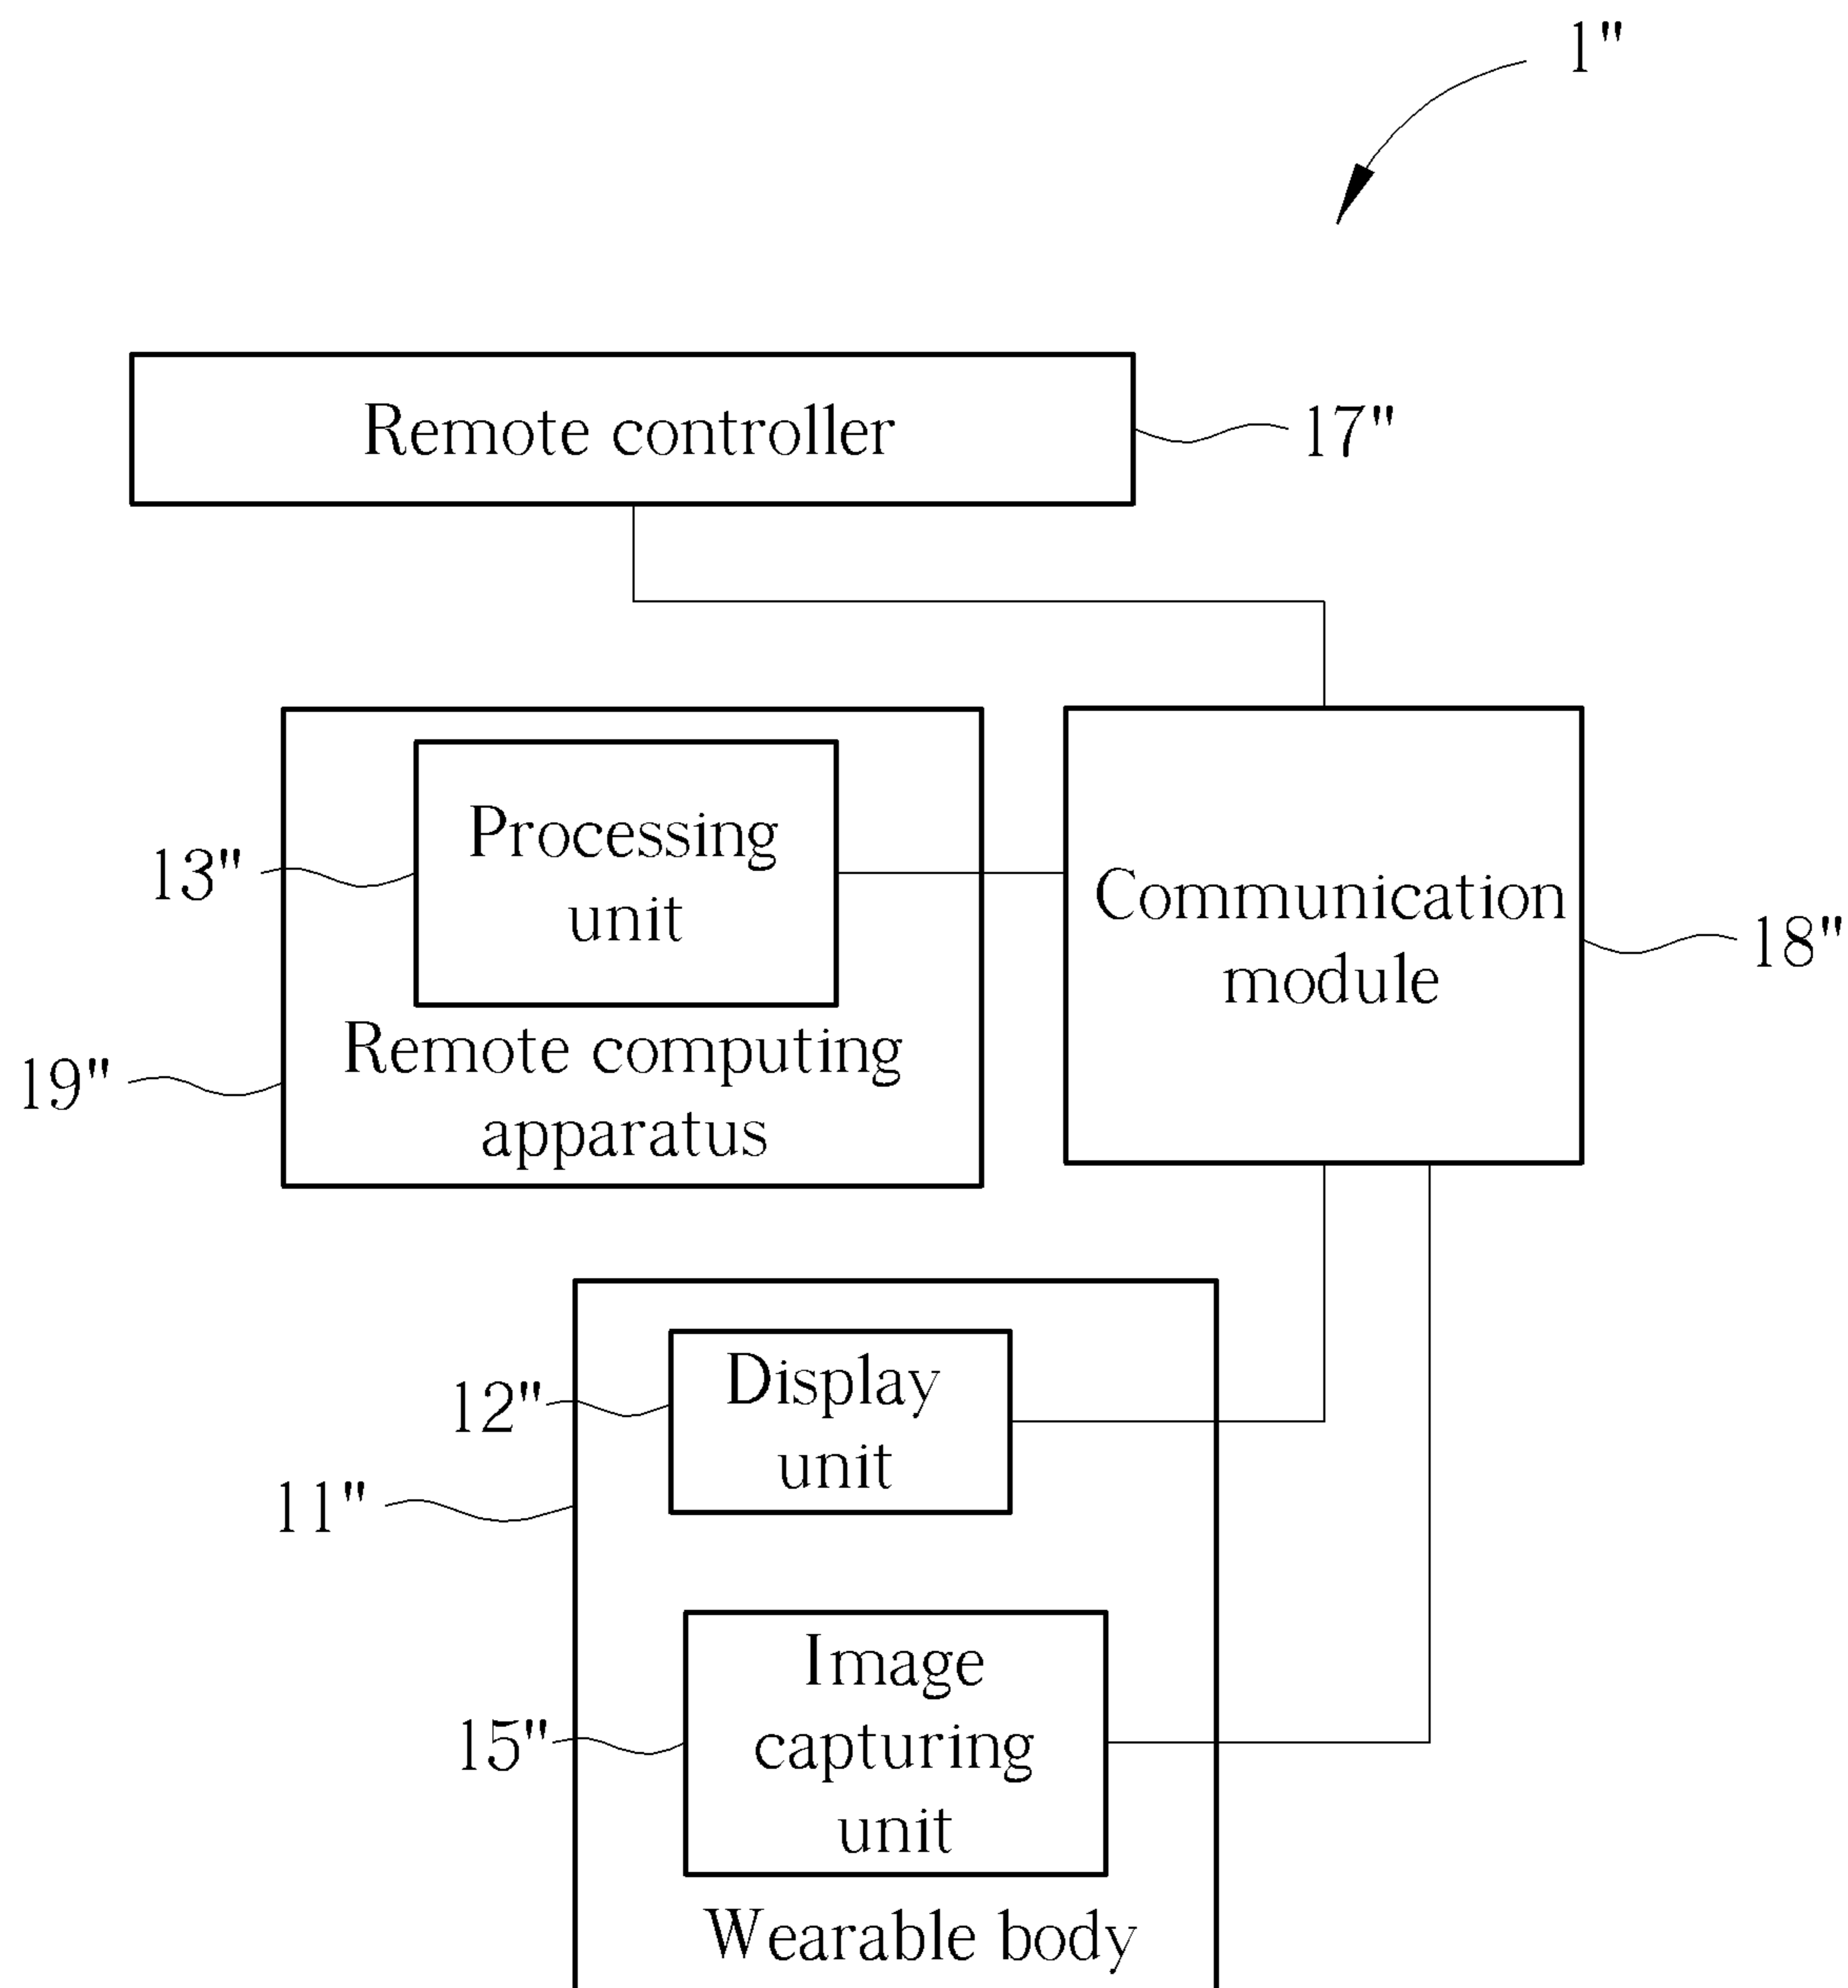 1"
Remote controller
17"
Processing
unit
13"
Communication
module
18"
Remote computing
apparatus
19"
Display
unit
12"
11"
Image
capturing
unit
15"
Wearable body